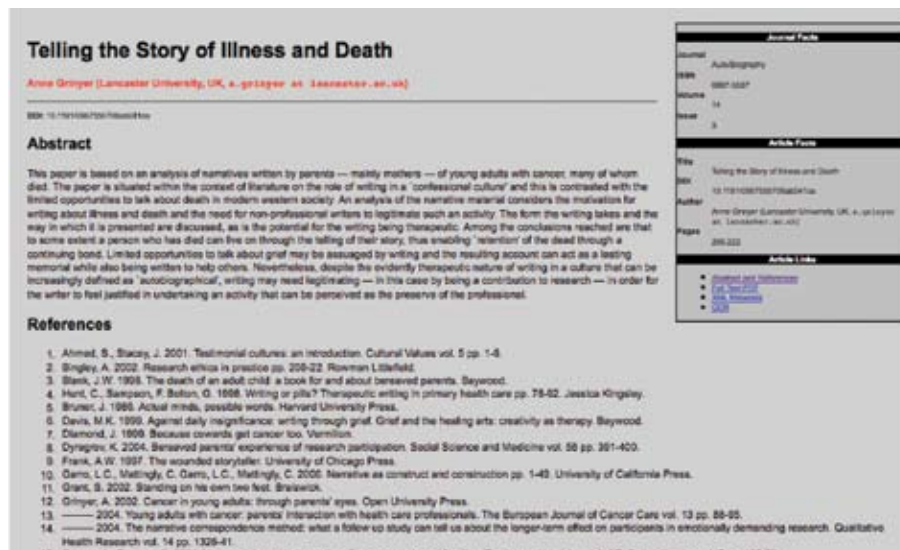 Telling the Story of Illness and Death
Anne Grinyer (Lancaster University, UK, a.grinyer at lancaster.ac.uk)
DOI:
Abstract
This paper is based on an analysis of narratives written by parents — mainly mothers — of young adults with cancer, many of whom
died. The paper is situated within the context of literature on the role of writing in a `confessional culture' and this is contrasted with the
limited opportunities to talk about death in modern western society. An analysis of the narrative material considers the motivation for
writing about illness and death and the need for non-professional writers to legitimate such an activity. The form the writing takes and the
way in which it is presented are discussed, as is the potential for the writing being therapeutic. Among the conclusions reached are that
to some extent a person who has died can live on through the telling of their story, thus enabling `retention' of the dead through a
continuing bond. Limited opportunities to talk about grief may be assuaged by writing and the resulting account can act as a lasting
memorial while also being written to help others. Nevertheless, despite the evidently therapeutic nature of writing in a culture that can be
increasingly defined as `autobiographical', writing may need legitimating — in this case by being a contribution to research — in order for
the writer to feel justified in undertaking an activity that can be perceived as the preserve of the professional.
References
1. Ahmed, S., Stacey, J. 2001. Testimonial cultures: an introduction. Cultural Values vol. 5 pp. 1-6.
2. Bingley, A. 2002. Research ethics in practice pp. 208-22. Rowman Littlefield.
3. Blank, J.W. 1998. The death of an adult child: a book for and about bereaved parents. Baywood.
4. Hunt, C., Sampson, F. Bolton, G. 1998. Writing or pills? Therapeutic writing in primary health care pp. 78-92. Jessica Kingsley.
5. Bruner, J. 1986. Actual minds, possible words. Harvard University Press.
6. Davis, M.K. 1999. Against daily insignificance: writing through grief. Grief and the healing arts: creativity as therapy. Baywood.
7. Diamond, J. 1998. Because cowards get cancer too. Vermilion.
8. Dyregrov, K. 2004. Bereaved parents' experience of research participation. Social Science and Medicine vol. 58 pp. 391-400.
9. Frank, A.W. 1997. The wounded storyteller. University of Chicago Press.
10. Garro, L.C., Mattingly, C. Garro, L.C., Mattingly, C. 2000. Narrative as construct and construction pp. 1-49. University of California Press.
11. Grant, S. 2002. Standing on his own two feet. Braiswick.
12. Grinyer, A. 2002. Cancer in young adults: through parents' eyes. Open University Press.
13. ——— 2004. Young adults with cancer: parents' interaction with health care professionals. The European Journal of Cancer Care vol. 13 pp. 88-95.
14. ——— 2004. The narrative correspondence method: what a follow up study can tell us about the longer-term effect on participants in emotionally demanding research. Qualitative
Health Research vol. 14 pp. 1326-41.
Journal Facts
Journal
Auto/Biography
ISSN
Volume
14
Issue
3
Article Facts
Title
Telling the Story of Illness and Death
DOI
Author
Anne Grinyer (Lancaster University, UK, a.grinyer
at lancaster.ac.uk)
Pages
206-222
Article Links
Abstract and References
Full Text PDF
XML Metadata